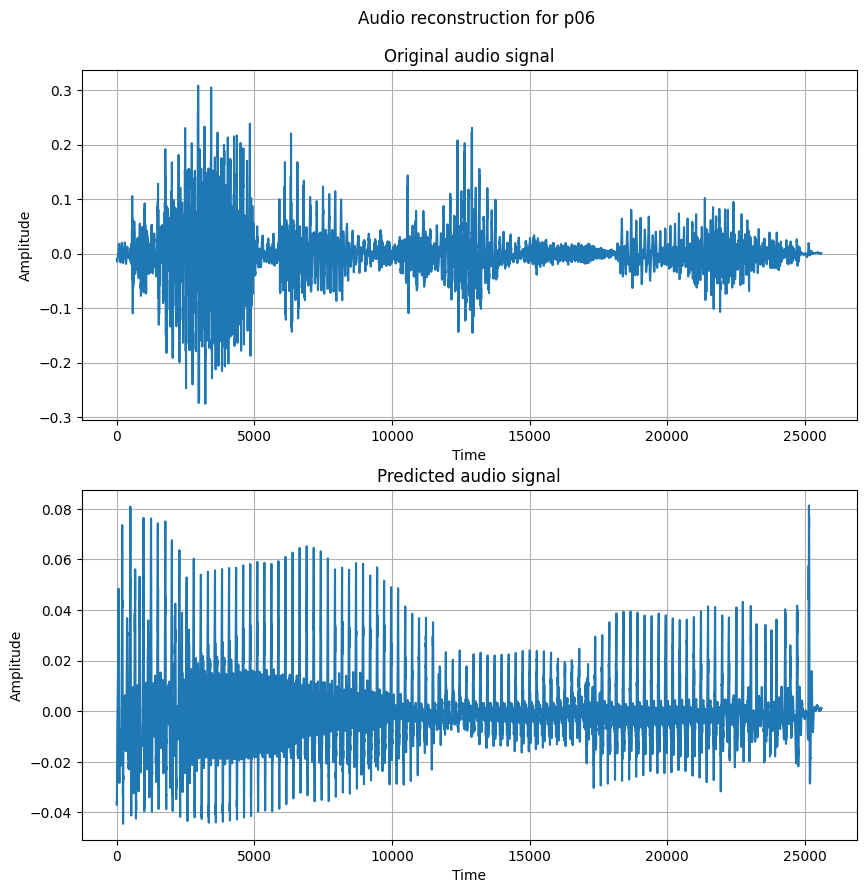 Audio reconstruction for p06
Original audio signal
0.3
0.2
0.1
0.0
−0.1
−0.2
−0.3
Amplitude
0 5000 10000 15000 20000 25000
Time
Predicted audio signal
0.08
0.06
0.04
0.02
0.00
−0.02
−0.04
Amplitude
0 5000 10000 15000 20000 25000
Time